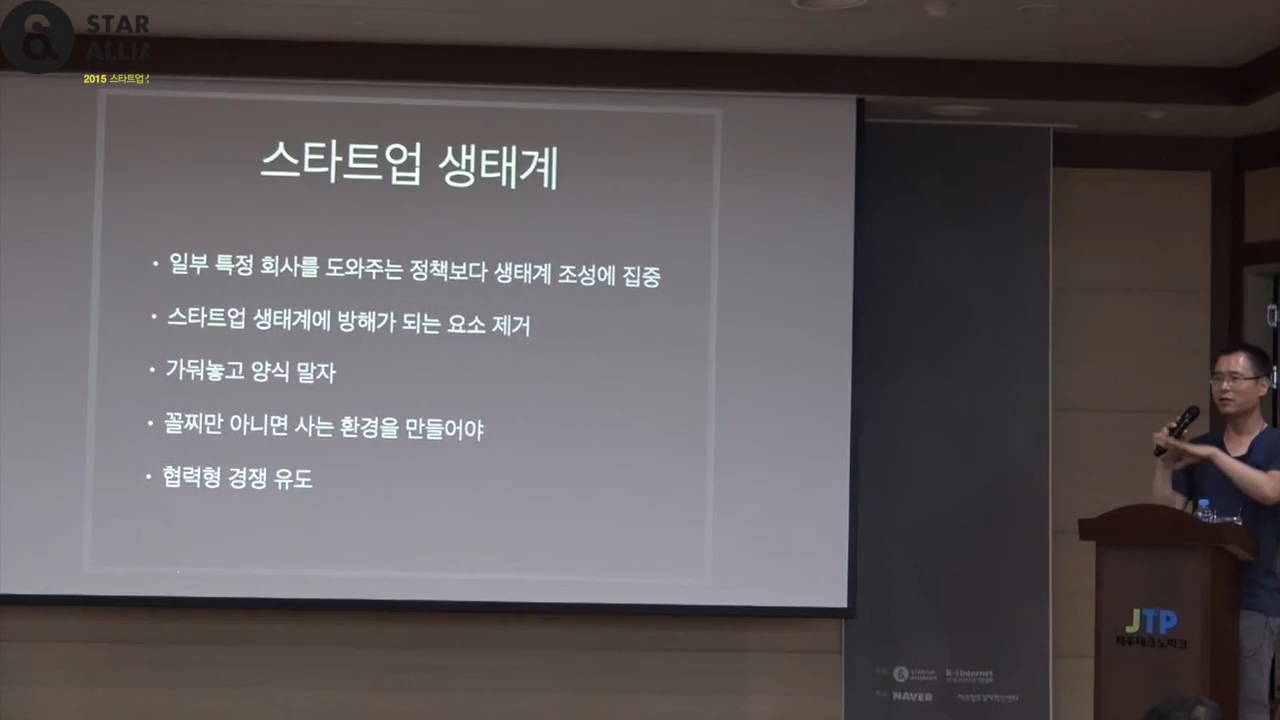 STAR
ALLIA
2015 스타트업
스타트업 생태계
• 일부 특정 회사를 도와주는 정책보다 생태계 조성에 집중
• 스타트업 생태계에 방해가 되는 요소 제거
• 가둬놓고 양식 말자
• 꼴찌만 아니면 사는 환경을 만들어야
• 협력형 경쟁 유도
JTP
제주테크노파크
STARTUP
ALLIANCE
NAVER